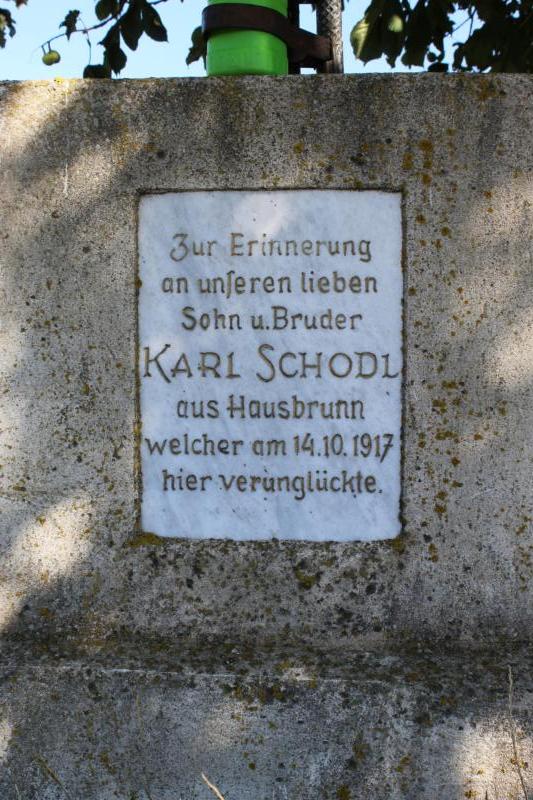 Zur Erinnerung
an unſeren lieben
Sohn u. Bruder
KARL SCHODL
aus Hausbrunn
welcher am 14.10.1917
hier verunglückte.